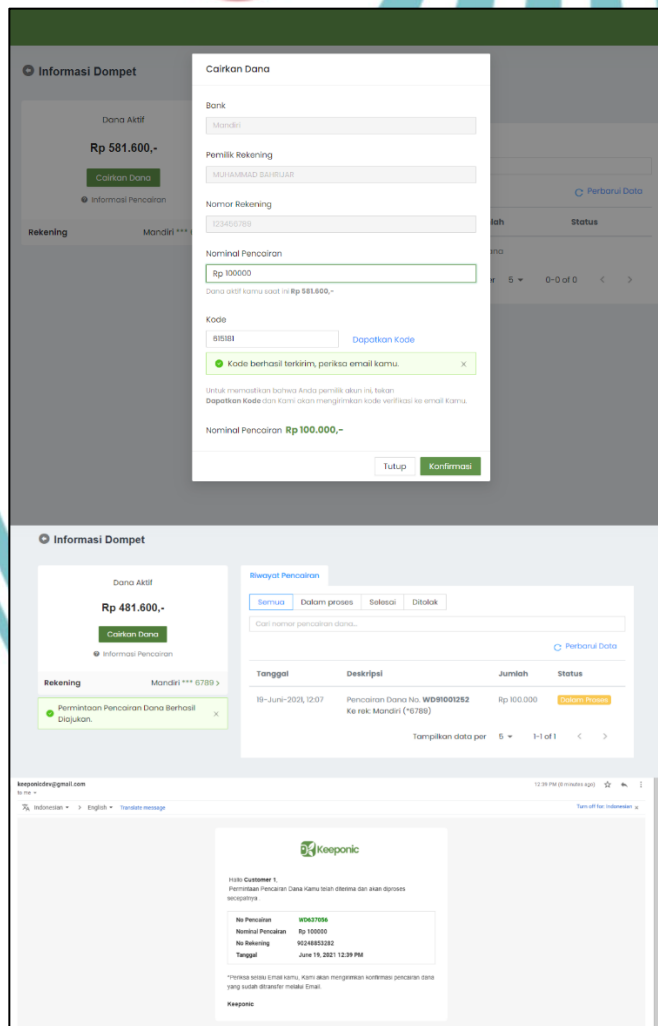 Informasi Dompet
Dana Aktif
Rp 581.600,-
Cairkan Dana
Informasi Pencairan
Rekening Mandiri ***
Cairkan Dana
Bank
Mandiri
Pemilik Rekening
MUHAMMAD SAHRUAR
Nomor Rekening
123456789
Nominal Pencairan
Rp 100000
Dana aktif kamu saat ini Rp 581.600,-
Kode
615181
Dapatkan Kode
Kode berhasil terkirim, periksa email kamu.
Untuk memastikan bahwa Anda pemilik akun ini, tekan
Dapatkan Kode dan Kami akan mengirimkan kode verifikasi ke email Kamu.
Nominal Pencairan Rp 100.000,-
Tutup Konfirmasi
Perbarui Data
lah Status
ana
r 5 0-0 of 0
Informasi Dompet
Dana Aktif
Rp 481.600,-
Cairkan Dana
Informasi Pencairan
Rekening Mandiri *** 6789 >
Permintaan Pencairan Dana Berhasil
Diajukan.
Riwayat Pencairan
Semua Dalam proses Selesai Ditolak
Cari nomor pencairan dana...
Perbarui Data
Tanggal Deskripsi Jumlah Status
19-Juni-2021, 12:07 Pencairan Dana No. WD91001252 Rp 100.000 Dalam Proses
Ke rek: Mandiri (*6789)
Tampilkan data per 5 1-1 of 1 < >
keeponicdev@gmail.com 12:39 PM (0 minutes ago)
to me
Indonesian > English Translate message Turn off for: Indonesian x
Keeponic
Hallo Customer 1,
Permintaan Pencairan Dana Kamu telah diterima dan akan diproses
secepatnya .
No Pencairan WD637056
Nominal Pencairan Rp 100000
No Rekening 90248853282
Tanggal June 19, 2021 12:39 PM
*Periksa selalu Email kamu, Kami akan mengirimkan konfirmasi pencairan dana
yang sudah ditransfer melalui Email.
Keeponic